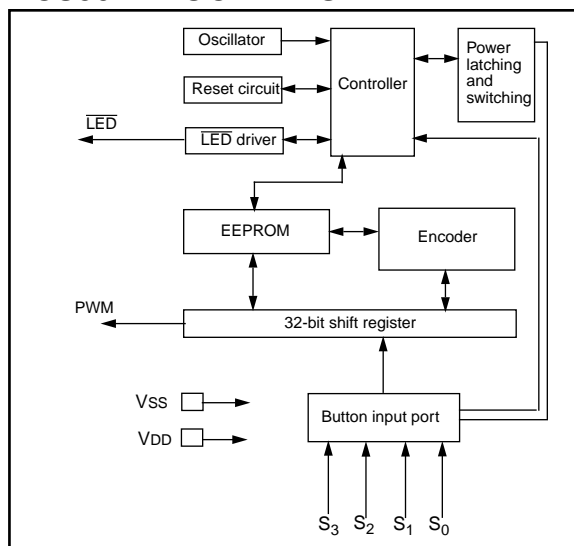 Oscillator
Controller
Power
latching
and
switching
Reset circuit
LED
LED driver
EEPROM
Encoder
PWM
32-bit shift register
VSS
VDD
Button input port
S3
S2
S1
S0